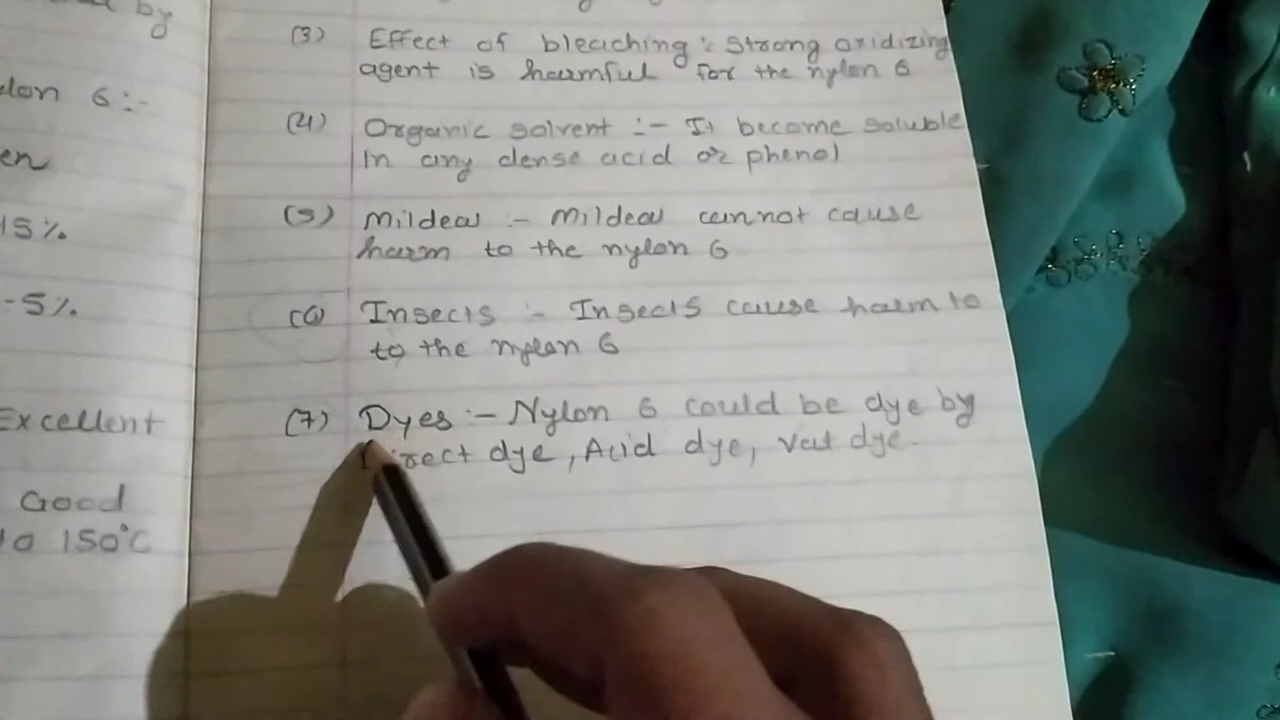 by
6:-
en
15%
-5%
Excellent
Good
to 150°C
(3) Effect of bleaching : Strong oxidizing
agent is harmful for the nylon 6
(4) Organic solvent :- It become soluble
in any dense acid or phenol
(5) Mildew :- Mildew cannot cause
harm to the nylon 6
(6) Insects :- Insects cause harm to
to the nylon 6
(7) Dyes :- Nylon 6 could be dye by
Direct dye, Acid dye, Vat dye.